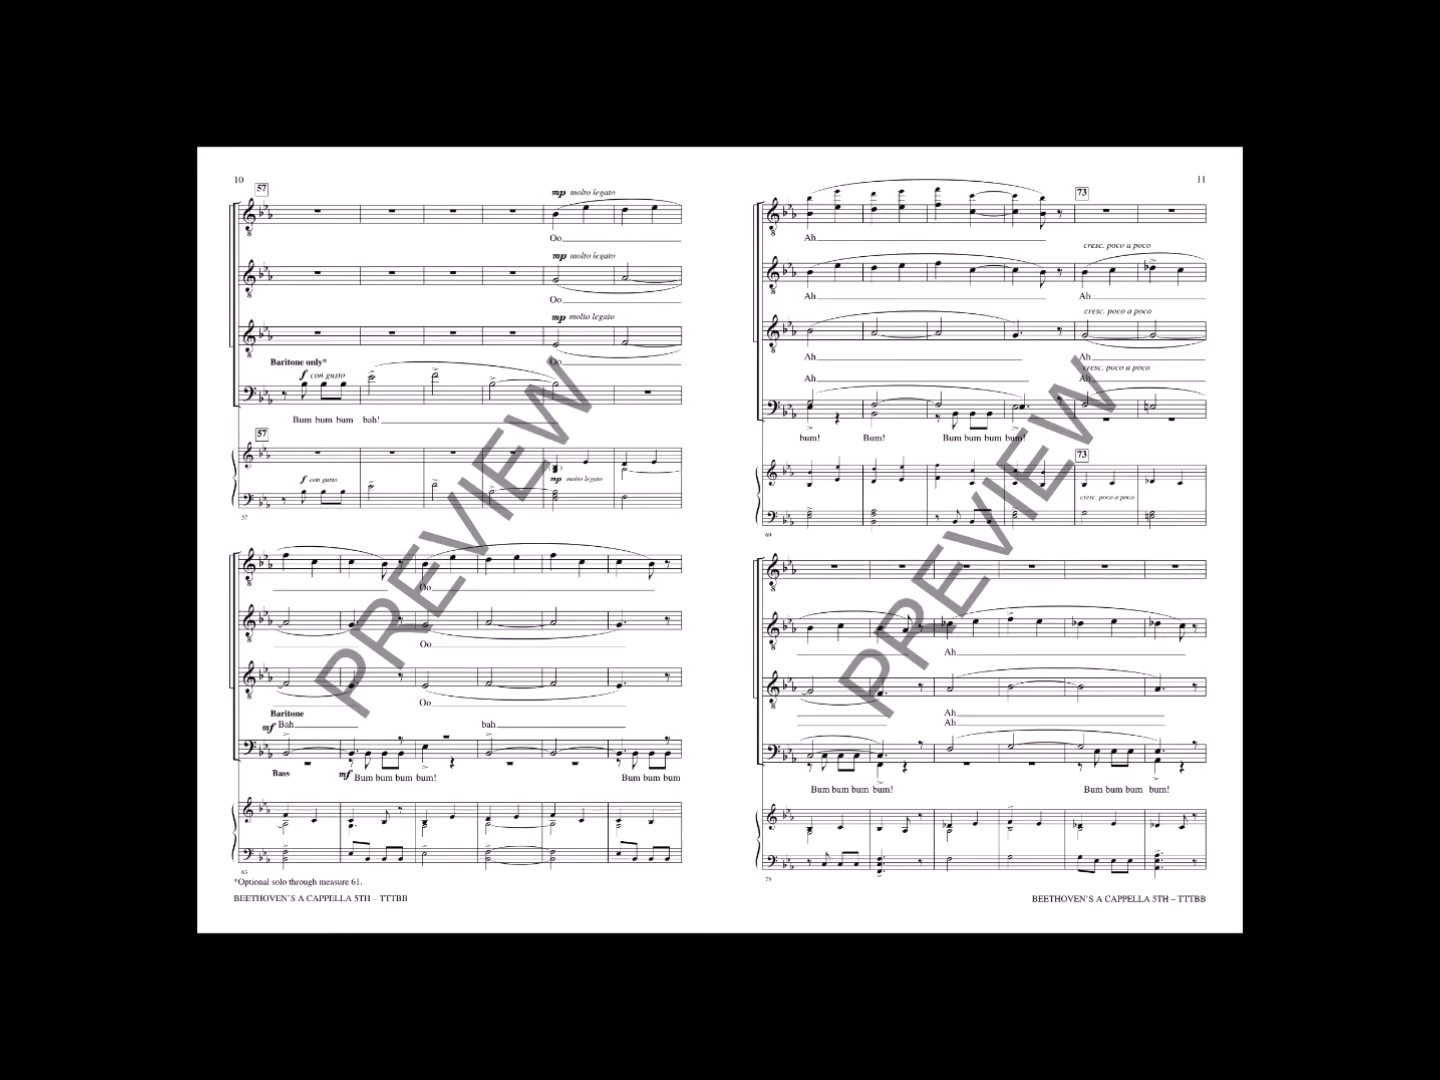 10
57
mp molto legato
Oo
mp molto legato
Oo
mp molto legato
Oo
Baritone only*
f con gusto
Bum bum bum bah!
57
f con gusto
mp molto legato
57
Oo
Oo
Oo
Baritone
mf Bah bah
Bass mf Bum bum bum bum! Bum bum bum
63
*Optional solo through measure 61.
BEETHOVEN'S A CAPPELLA 5TH – TTTBB
PREVIEW
11
73
Ah
cresc. poco a poco
Ah Ah
cresc. poco a poco
Ah Ah
cresc. poco a poco
Ah Ah
bum! Bum! Bum bum bum bum!
73
cresc. poco a poco
69
Ah
Ah
Ah
Bum bum bum bum! Bum bum bum bum!
75
BEETHOVEN'S A CAPPELLA 5TH – TTTBB
PREVIEW